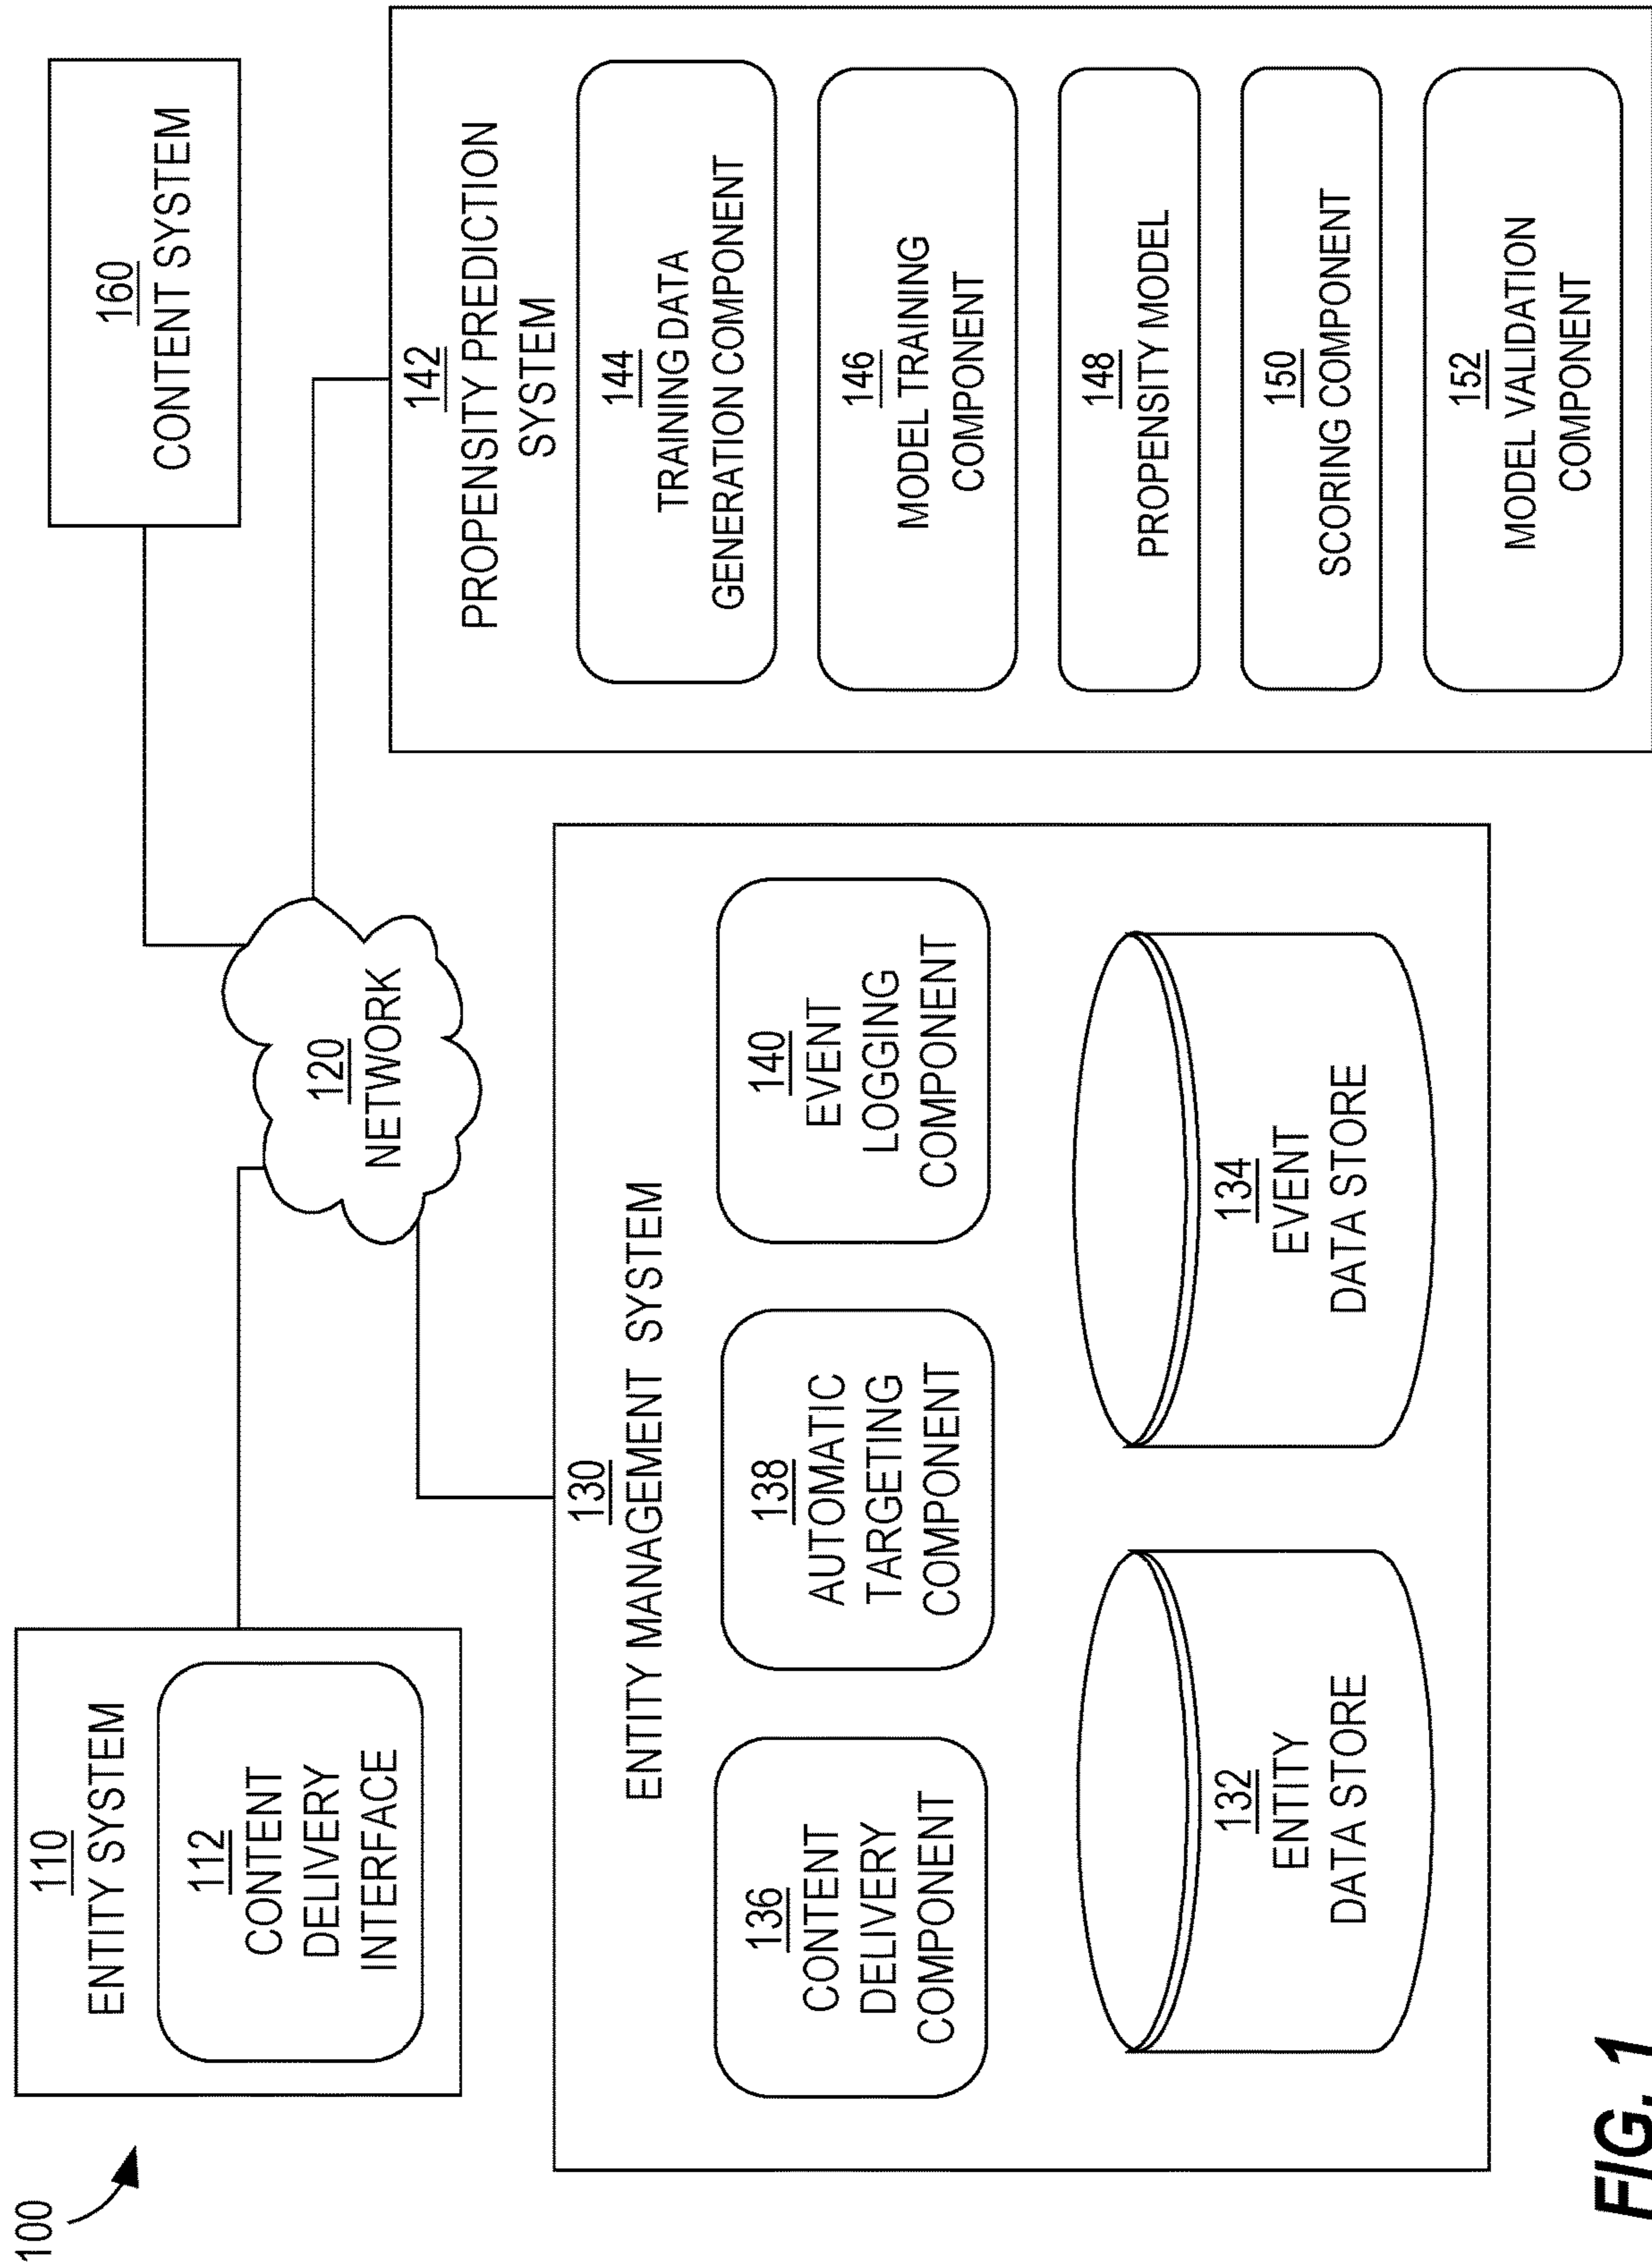 100
110
ENTITY SYSTEM
112
CONTENT
DELIVERY
INTERFACE
120
NETWORK
160
CONTENT SYSTEM
130
ENTITY MANAGEMENT SYSTEM
136
CONTENT
DELIVERY
COMPONENT
138
AUTOMATIC
TARGETING
COMPONENT
140
EVENT
LOGGING
COMPONENT
132
ENTITY
DATA STORE
134
EVENT
DATA STORE
142
PROPENSITY PREDICTION
SYSTEM
144
TRAINING DATA
GENERATION COMPONENT
146
MODEL TRAINING
COMPONENT
148
PROPENSITY MODEL
150
SCORING COMPONENT
152
MODEL VALIDATION
COMPONENT
FIG. 1